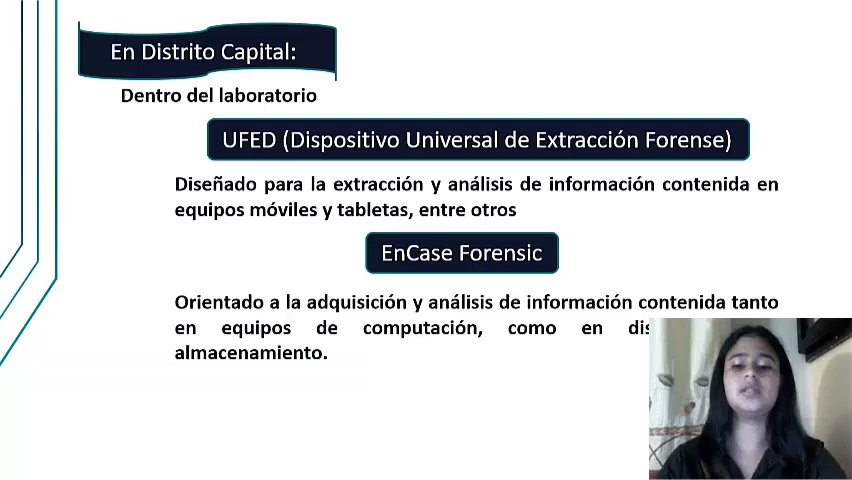 En Distrito Capital:
Dentro del laboratorio
UFED (Dispositivo Universal de Extracción Forense)
Diseñado para la extracción y análisis de información contenida en
equipos móviles y tabletas, entre otros
EnCase Forensic
Orientado a la adquisición y análisis de información contenida tanto
en equipos de computación, como en
almacenamiento.